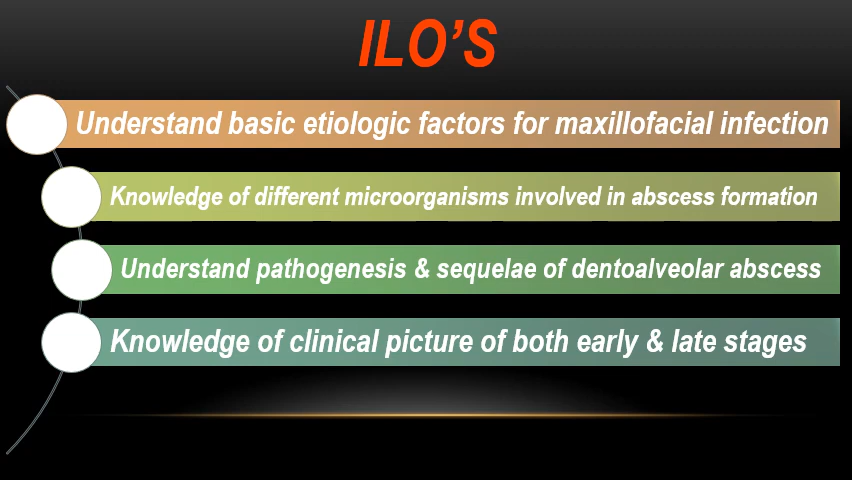 ILO’S
Understand basic etiologic factors for maxillofacial infection
Knowledge of different microorganisms involved in abscess formation
Understand pathogenesis & sequelae of dentoalveolar abscess
Knowledge of clinical picture of both early & late stages